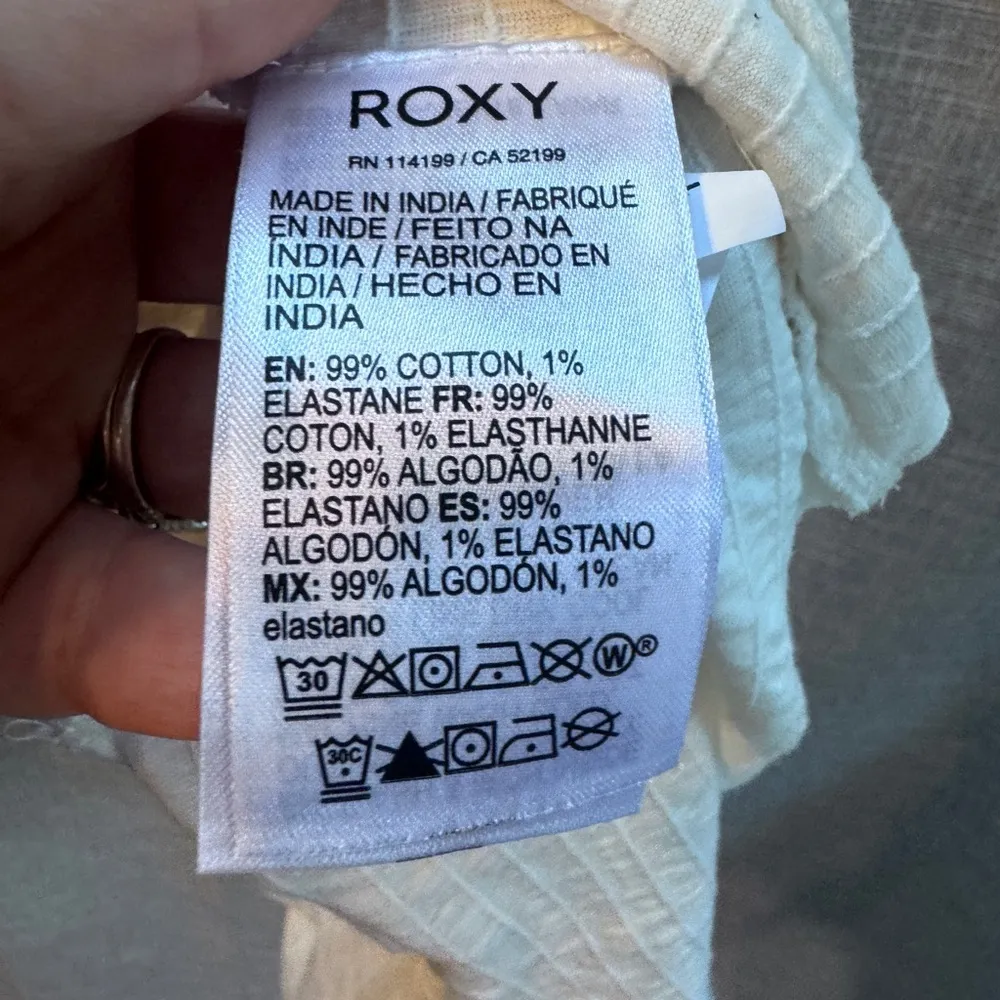 ROXY
RN 114199 / CA 52199
MADE IN INDIA / FABRIQUÉ
EN INDE / FEITO NA
ÍNDIA / FABRICADO EN
INDIA / HECHO EN
INDIA
EN: 99% COTTON, 1%
ELASTANE FR: 99%
COTON, 1% ELASTHANNE
BR: 99% ALGODÃO, 1%
ELASTANO ES: 99%
ALGODÓN, 1% ELASTANO
MX: 99% ALGODÓN, 1%
elastano
30 W®
30C